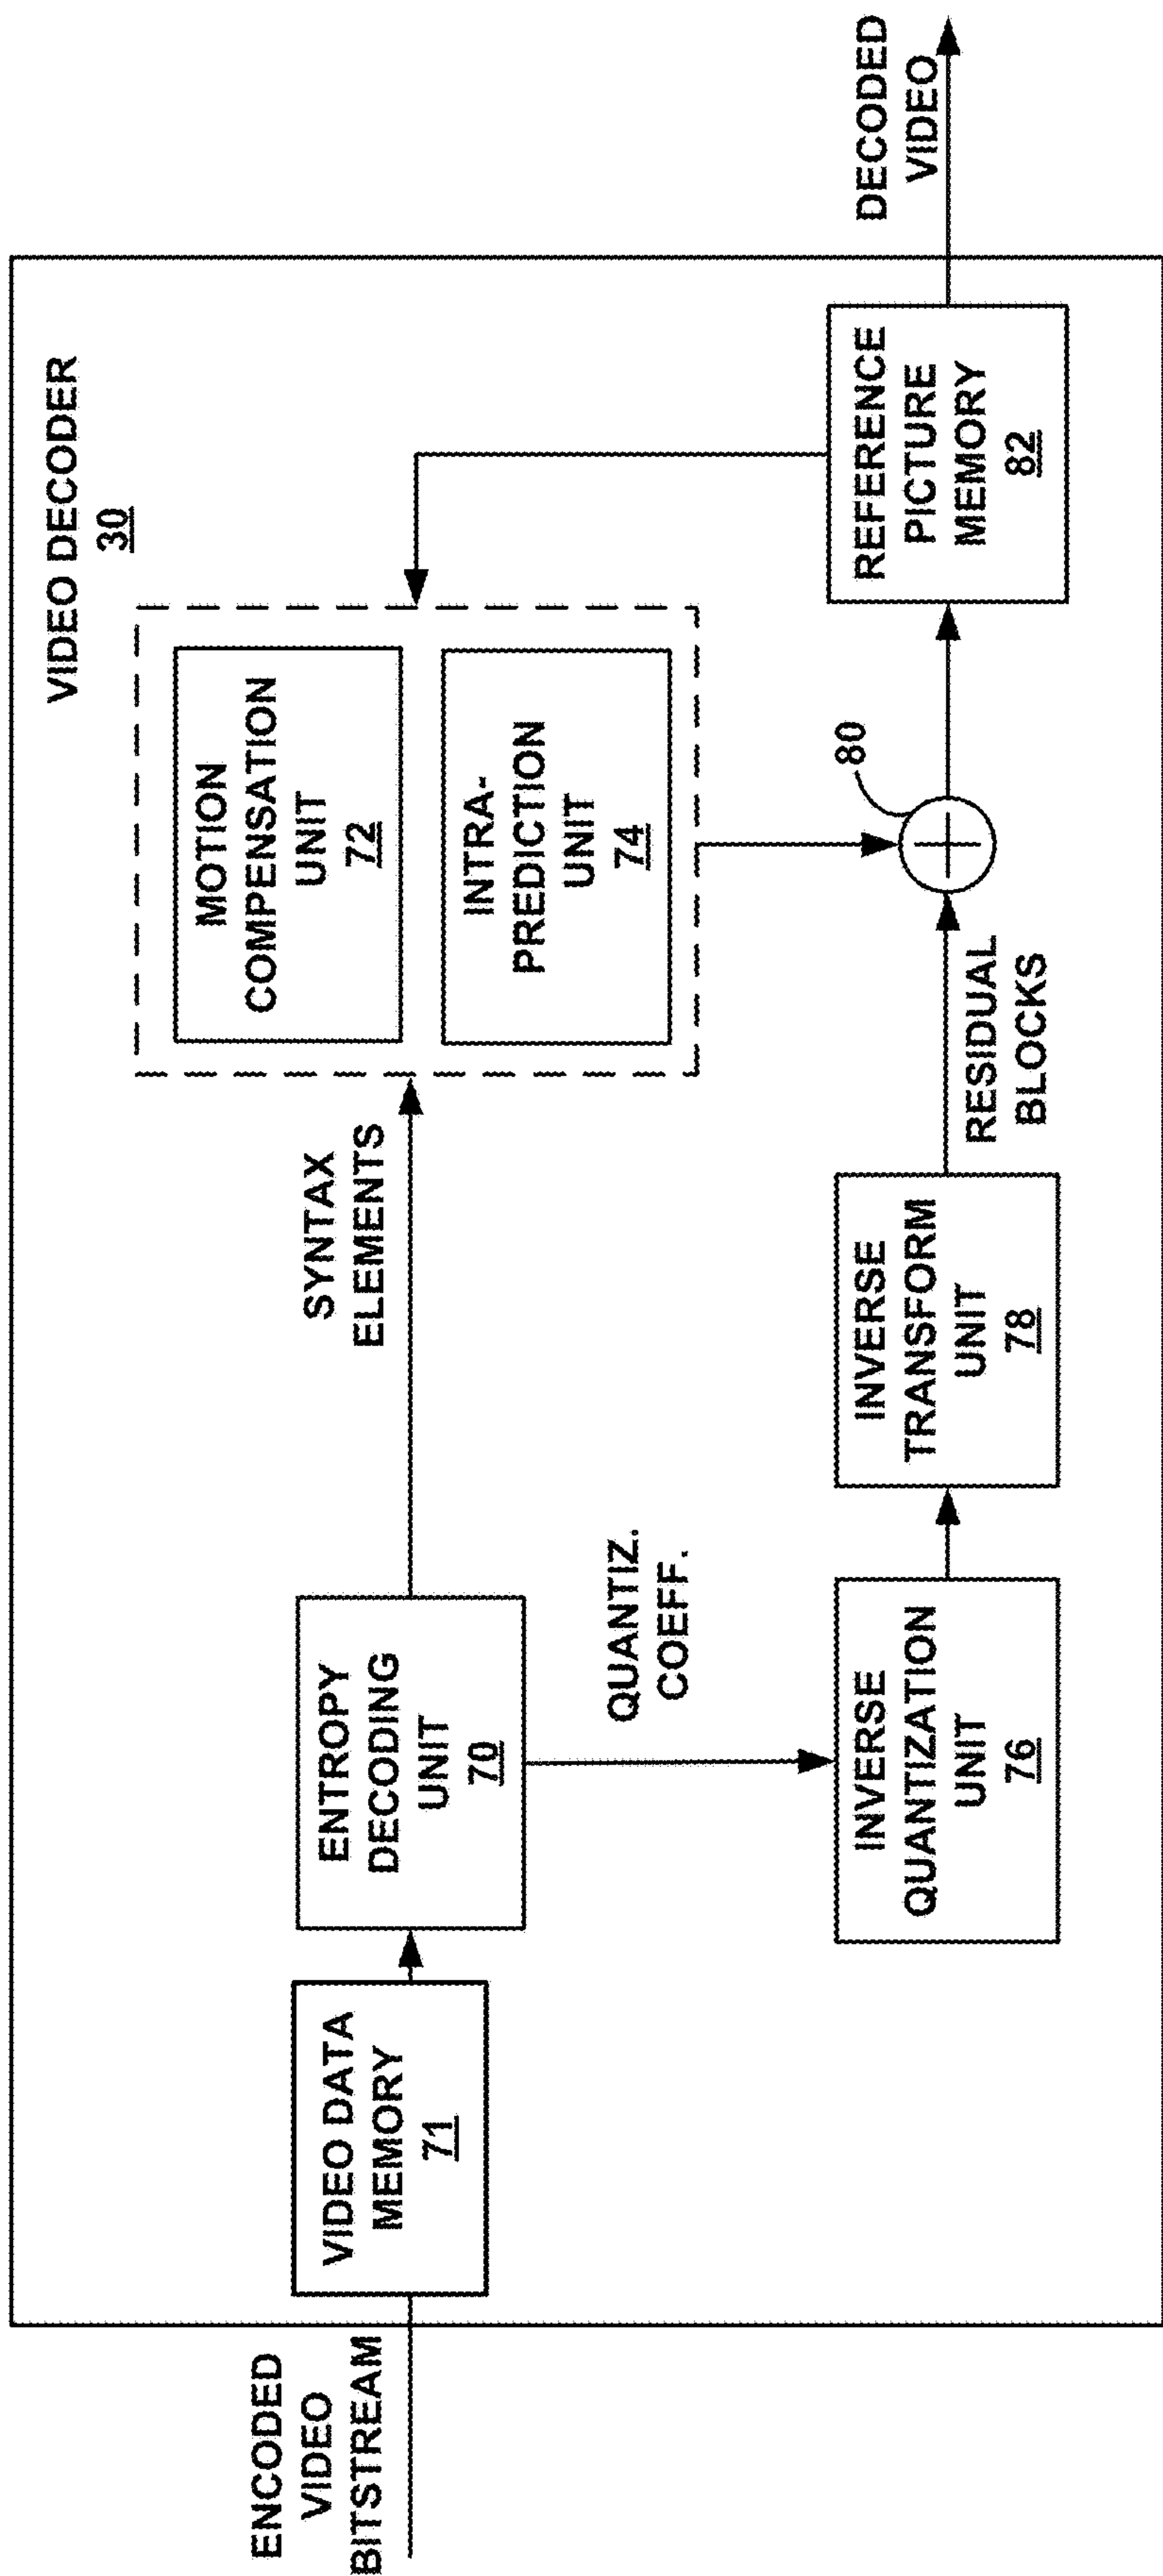 VIDEO DECODER
30
ENCODED
VIDEO
BITSTREAM
VIDEO DATA
MEMORY
71
ENTROPY
DECODING
UNIT
70
SYNTAX
ELEMENTS
MOTION
COMPENSATION
UNIT
72
INTRA-
PREDICTION
UNIT
74
QUANTIZ.
COEFF.
INVERSE
QUANTIZATION
UNIT
76
INVERSE
TRANSFORM
UNIT
78
RESIDUAL
BLOCKS
80
REFERENCE
PICTURE
MEMORY
82
DECODED
VIDEO